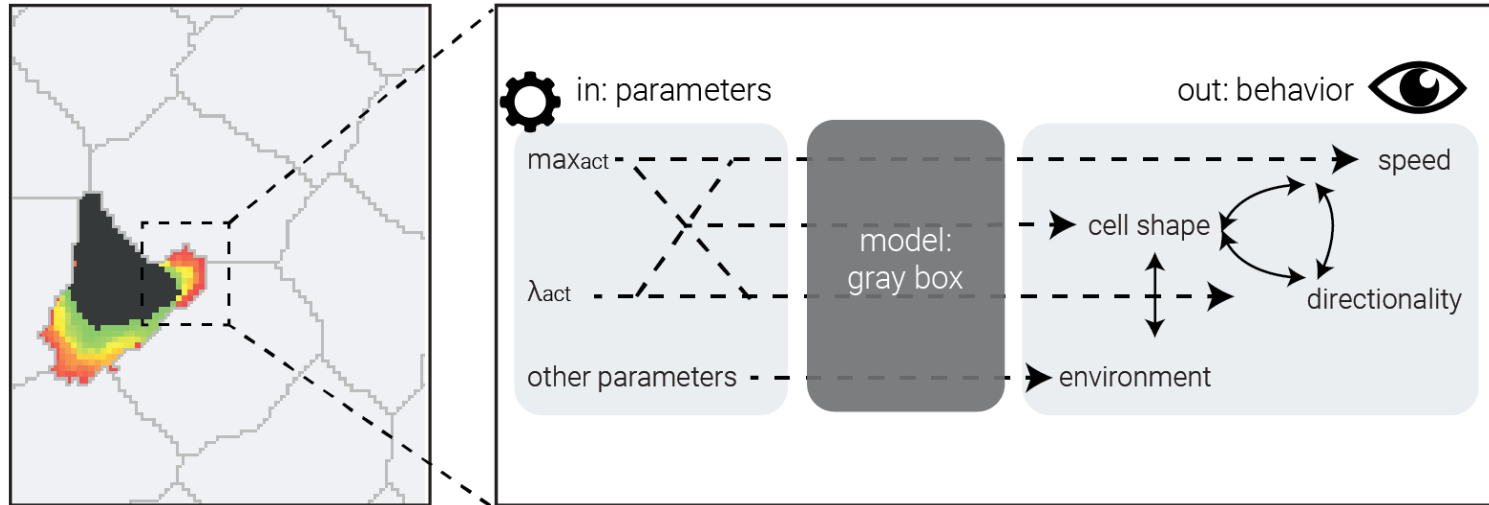 in: parameters
out: behavior
maxact
speed
cell shape
model:
gray box
λact
directionality
other parameters
environment